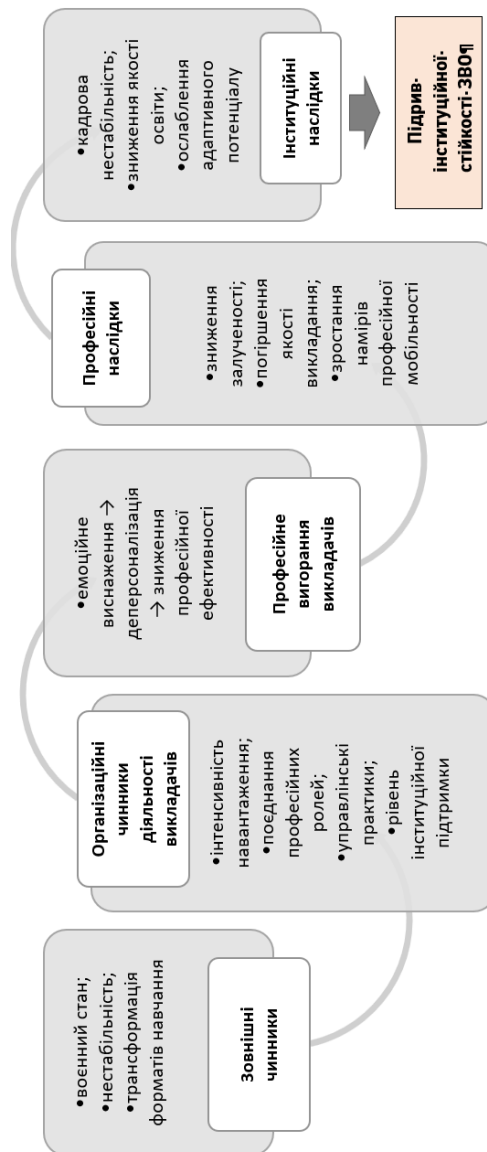 •воєнний стан;
•нестабільність;
•трансформація
форматів навчання
Зовнішні
чинники
Організаційні
чинники
діяльності
викладачів
•інтенсивність
навантаження;
•поєднання
професійних
ролей;
•управлінські
практики;
•рівень
інституційної
підтримки
•емоційне
виснаження →
деперсоналізація
→ зниження
професійної
ефективності
Професійне
вигорання
викладачів
Професійні
наслідки
•зниження
залученості;
•погіршення
якості
викладання;
•зростання
намірів
професійної
мобільності
•кадрова
нестабільність;
•зниження якості
освіти;
•ослаблення
адаптивного
потенціалу
Інституційні
наслідки
Підрив·
інституційної·
стійкості·ЗВО¶